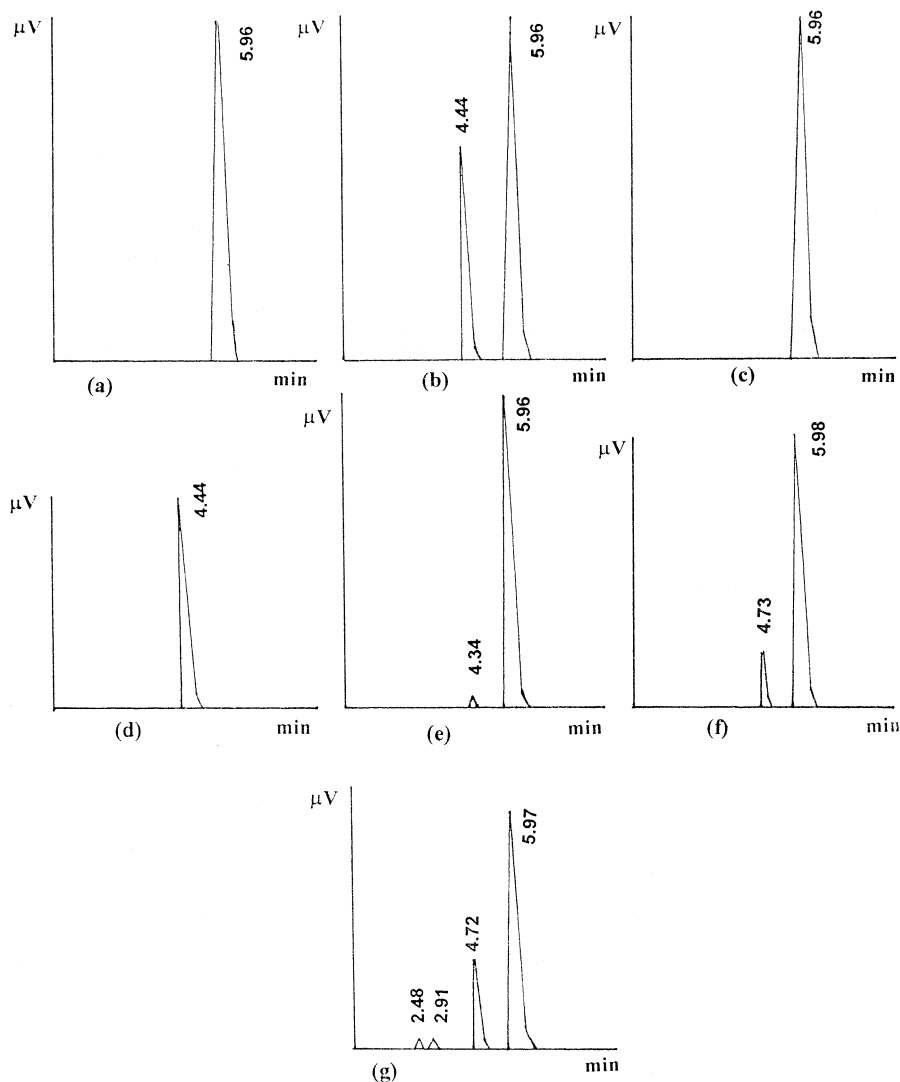 μV
5.96
min
(a)
μV
4.44
5.96
min
(b)
μV
5.96
min
(c)
μV
4.44
min
(d)
μV
4.34
5.96
min
(e)
μV
4.73
5.98
min
(f)
μV
2.48
2.91
4.72
5.97
min
(g)